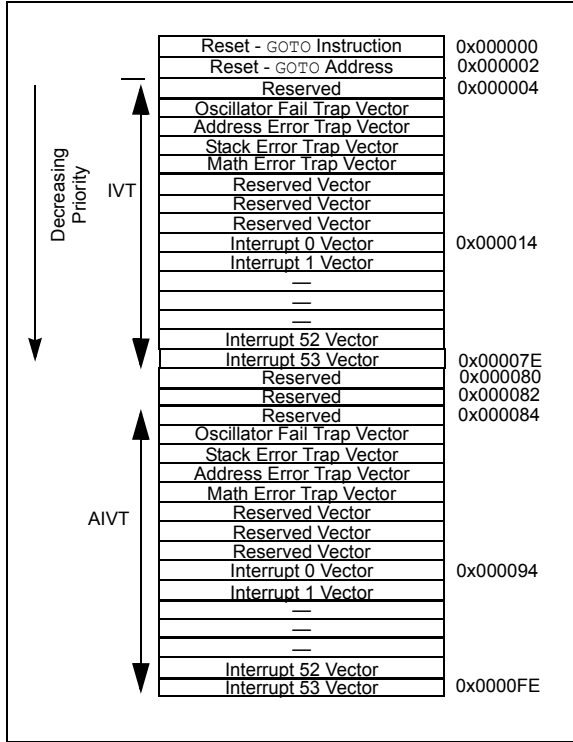 Reset - GOTO Instruction 0x000000
Reset - GOTO Address 0x000002
Reserved 0x000004
Oscillator Fail Trap Vector
Address Error Trap Vector
Stack Error Trap Vector
Math Error Trap Vector
Reserved Vector
Reserved Vector
Reserved Vector
Interrupt 0 Vector 0x000014
Interrupt 1 Vector
—
—
—
Interrupt 52 Vector
Interrupt 53 Vector 0x00007E
Decreasing
Priority
IVT
Reserved 0x000080
Reserved 0x000082
Reserved 0x000084
Oscillator Fail Trap Vector
Stack Error Trap Vector
Address Error Trap Vector
Math Error Trap Vector
Reserved Vector
Reserved Vector
Reserved Vector
Interrupt 0 Vector 0x000094
Interrupt 1 Vector
—
—
—
Interrupt 52 Vector
Interrupt 53 Vector 0x0000FE
AIVT